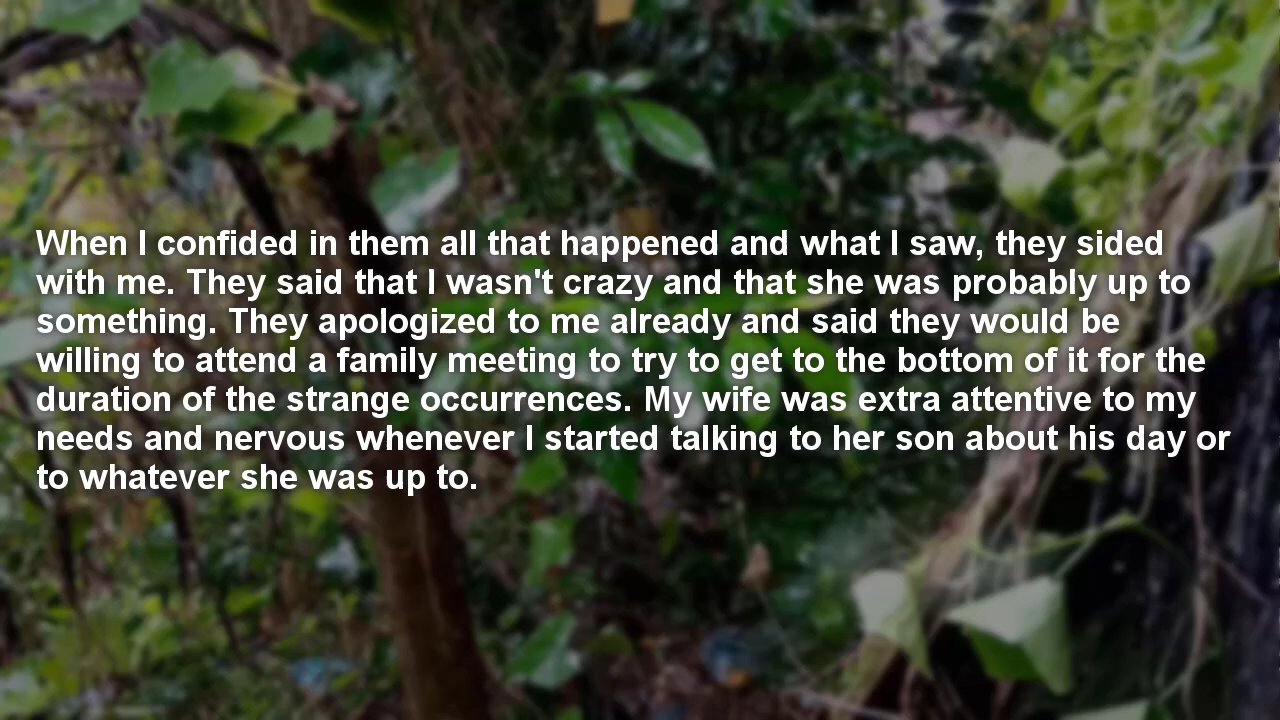 When I confided in them all that happened and what I saw, they sided
with me. They said that I wasn't crazy and that she was probably up to
something. They apologized to me already and said they would be
willing to attend a family meeting to try to get to the bottom of it for the
duration of the strange occurrences. My wife was extra attentive to my
needs and nervous whenever I started talking to her son about his day or
to whatever she was up to.